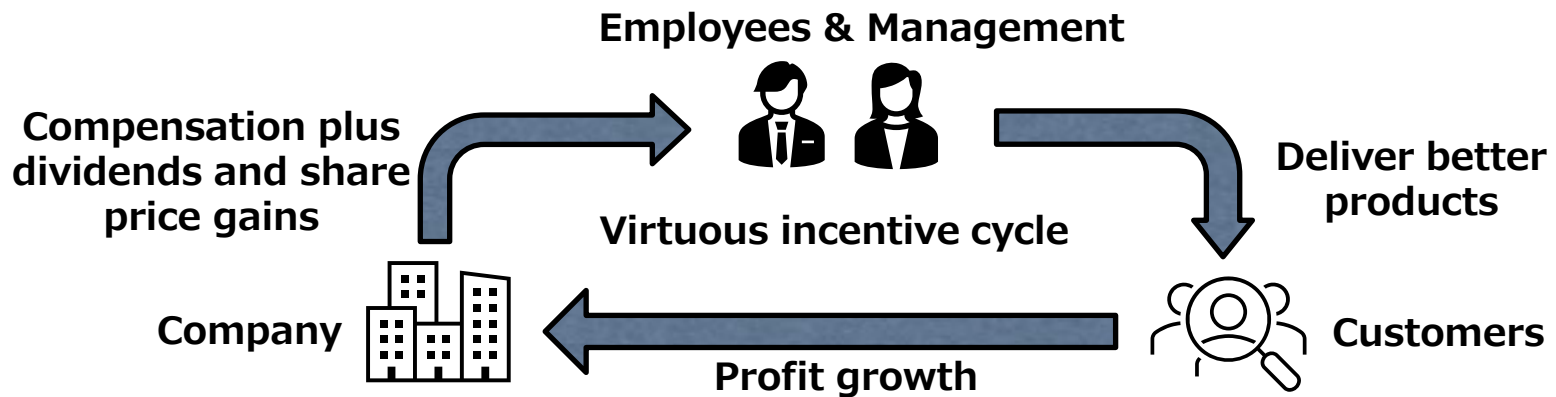 Employees & Management
Compensation plus
dividends and share
price gains
Deliver better
products
Virtuous incentive cycle
Company
Customers
Profit growth